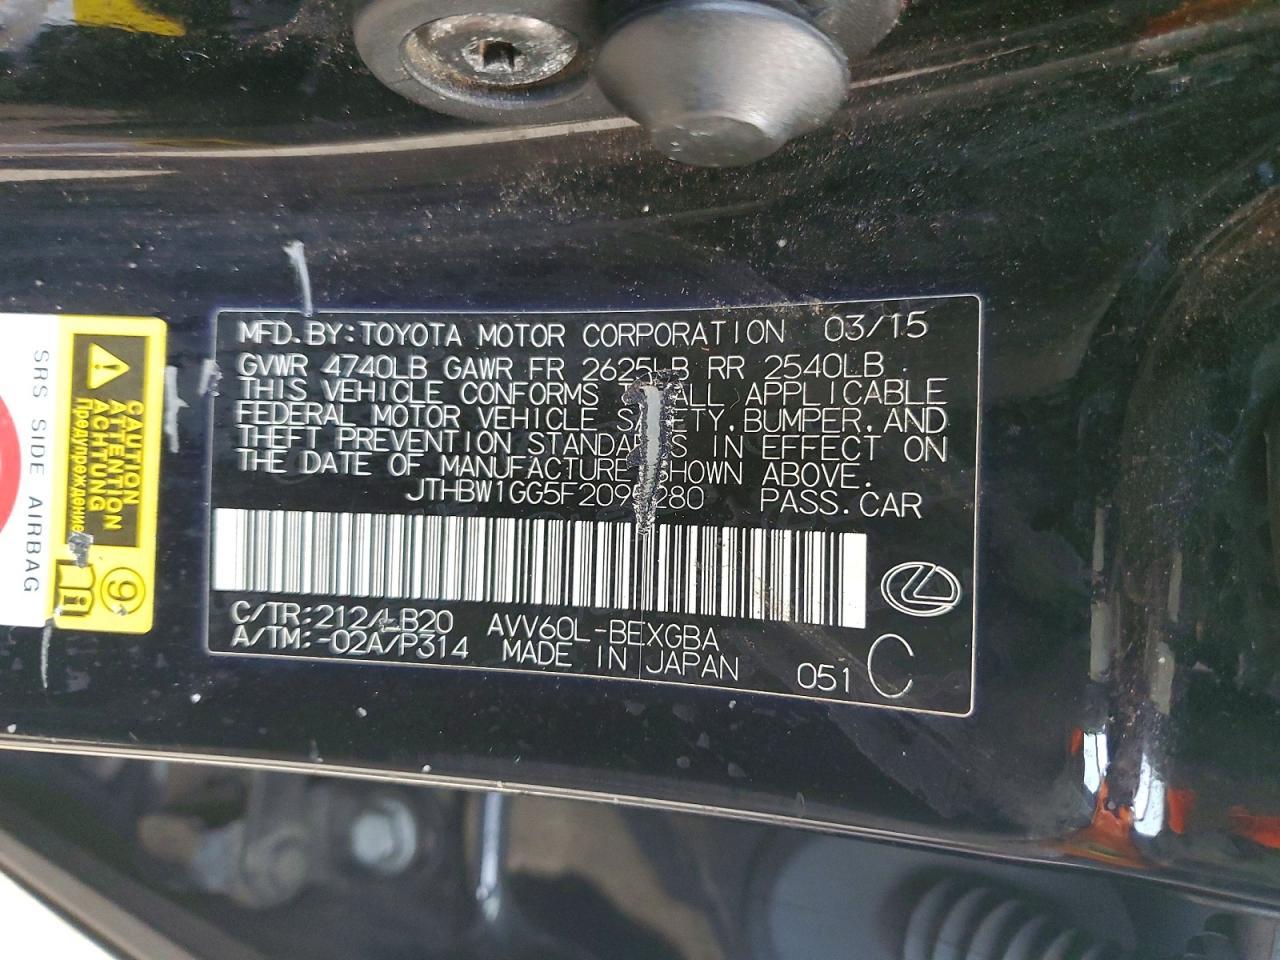 MFD.BY:TOYOTA MOTOR CORPORATION 03/15
GVWR 4740LB GAWR FR 2625LB RR 2540LB
THIS VEHICLE CONFORMS TO ALL APPLICABLE
FEDERAL MOTOR VEHICLE SAFETY,BUMPER,AND
THEFT PREVENTION STANDARDS IN EFFECT ON
THE DATE OF MANUFACTURE SHOWN ABOVE.
PASS.CAR
C/TR:212/LB20 AVV60L-BEXGBA
A/TM:-02A/P314 MADE IN JAPAN 051 C
SRS SIDE AIRBAG
CAUTION
ATTENTION
ACHTUNG
Предупреждение
9